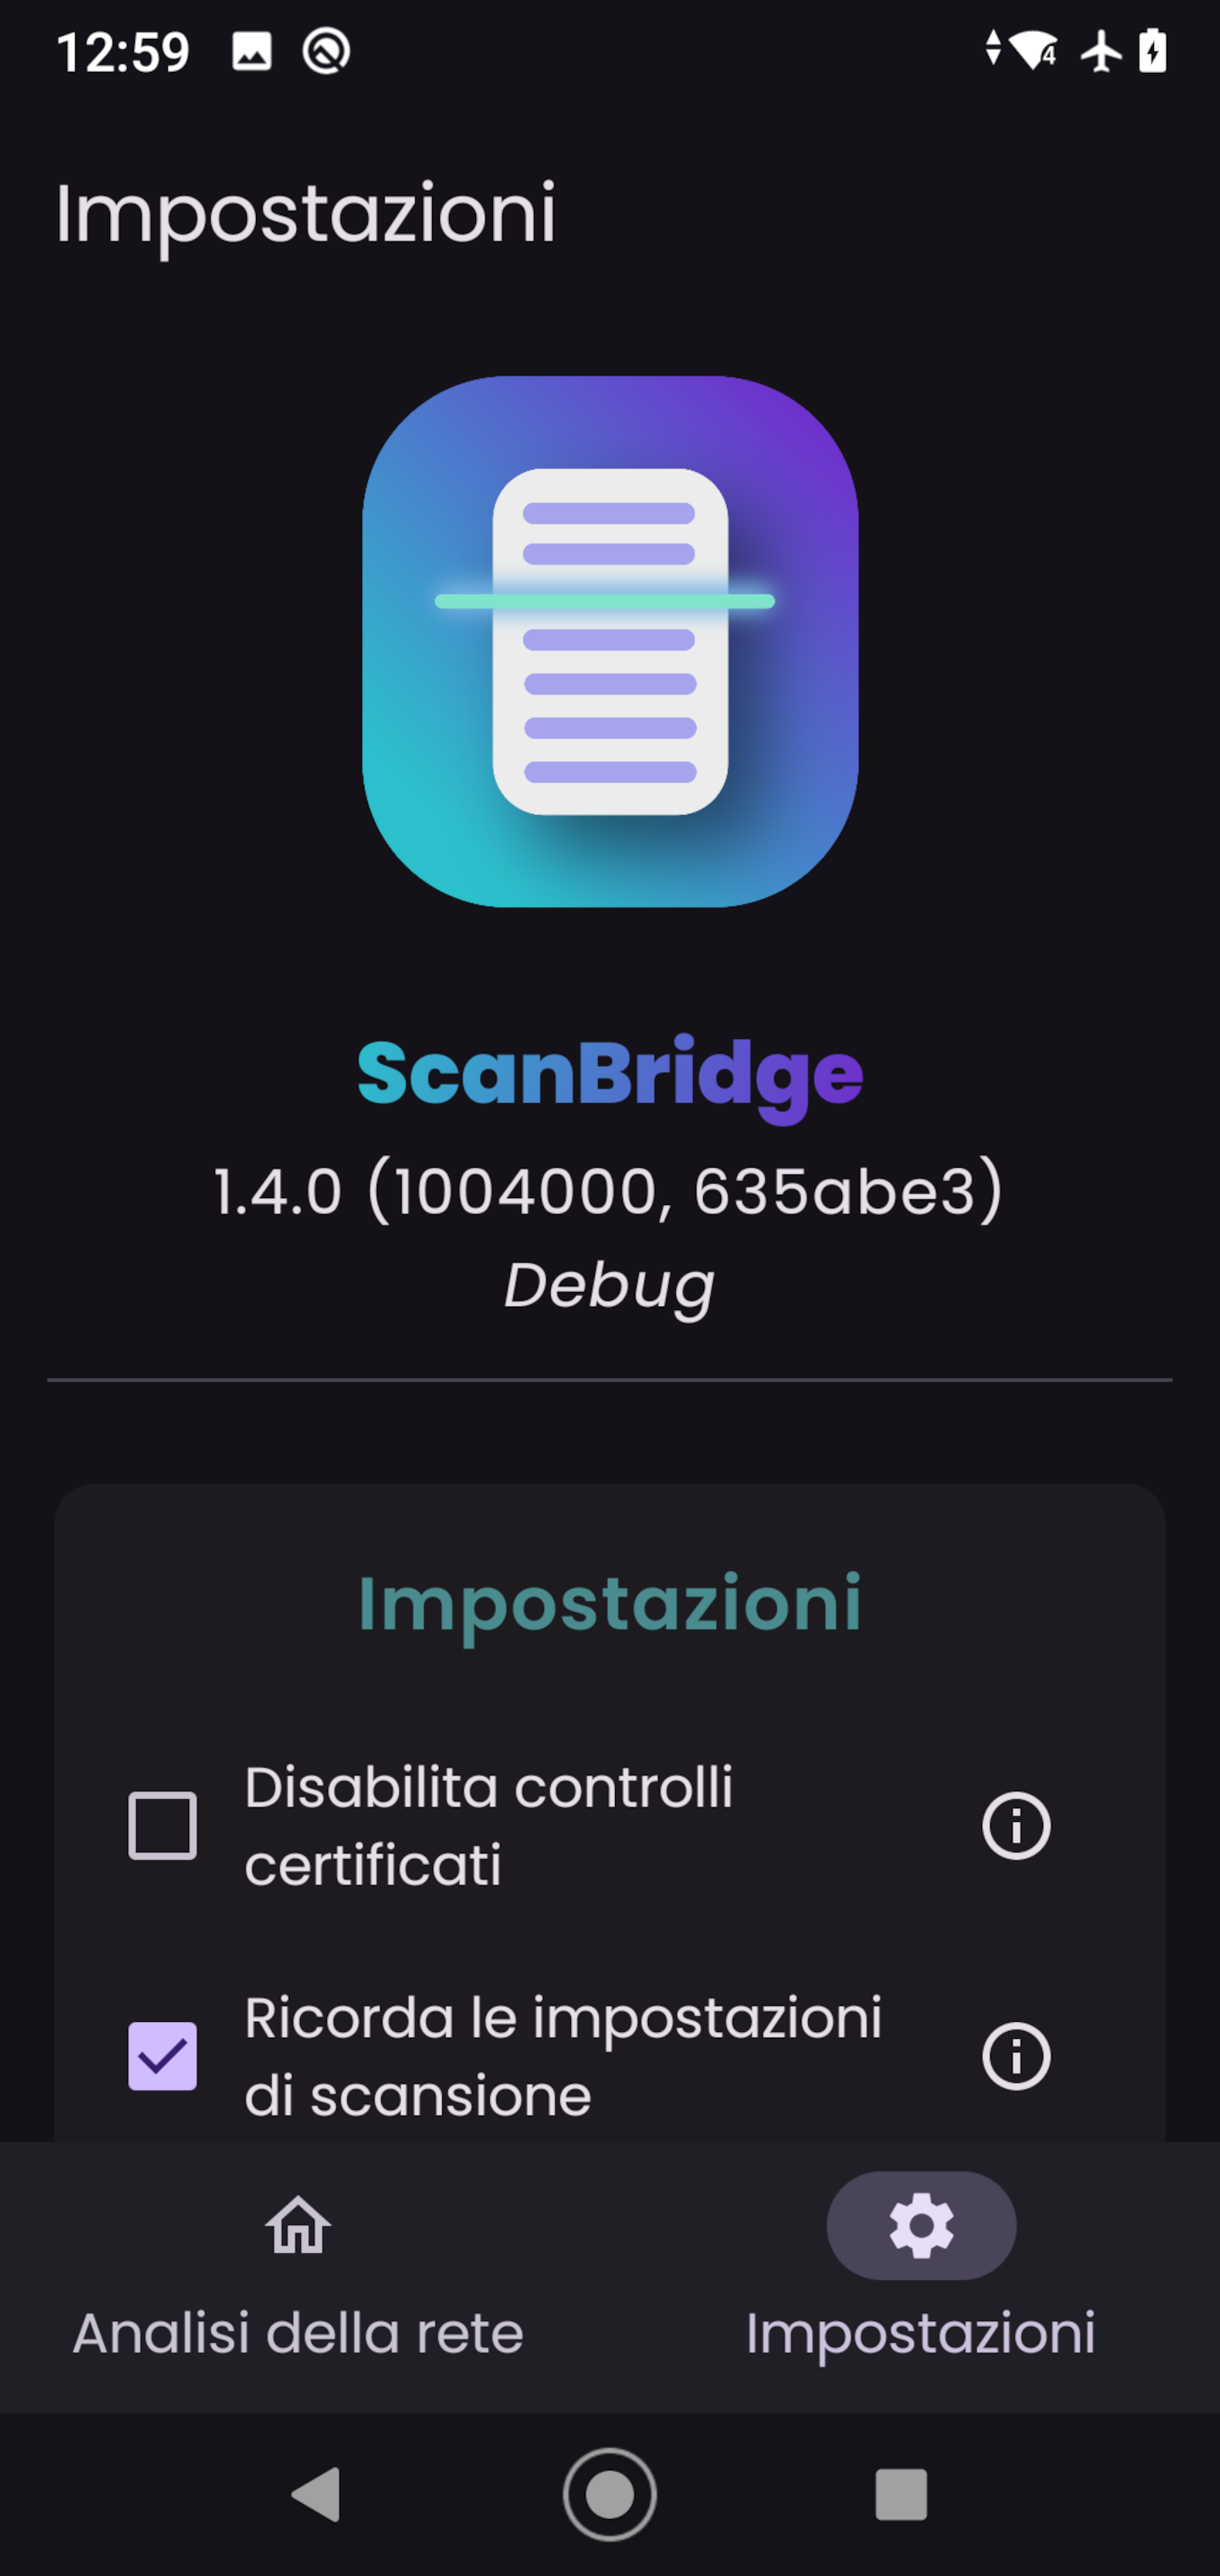 12:59
4
Impostazioni
ScanBridge
1.4.0 (1004000, 635abe3)
Debug
Impostazioni
Disabilita controlli
certificati
Ricorda le impostazioni
di scansione
Analisi della rete
Impostazioni